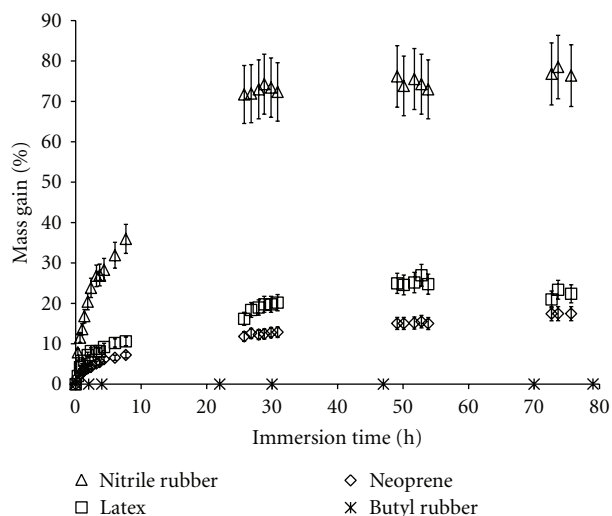 90
80
70
60
50
40
30
20
10
0
Mass gain (%)
0 10 20 30 40 50 60 70 80
Immersion time (h)
Nitrile rubber Neoprene
Latex Butyl rubber